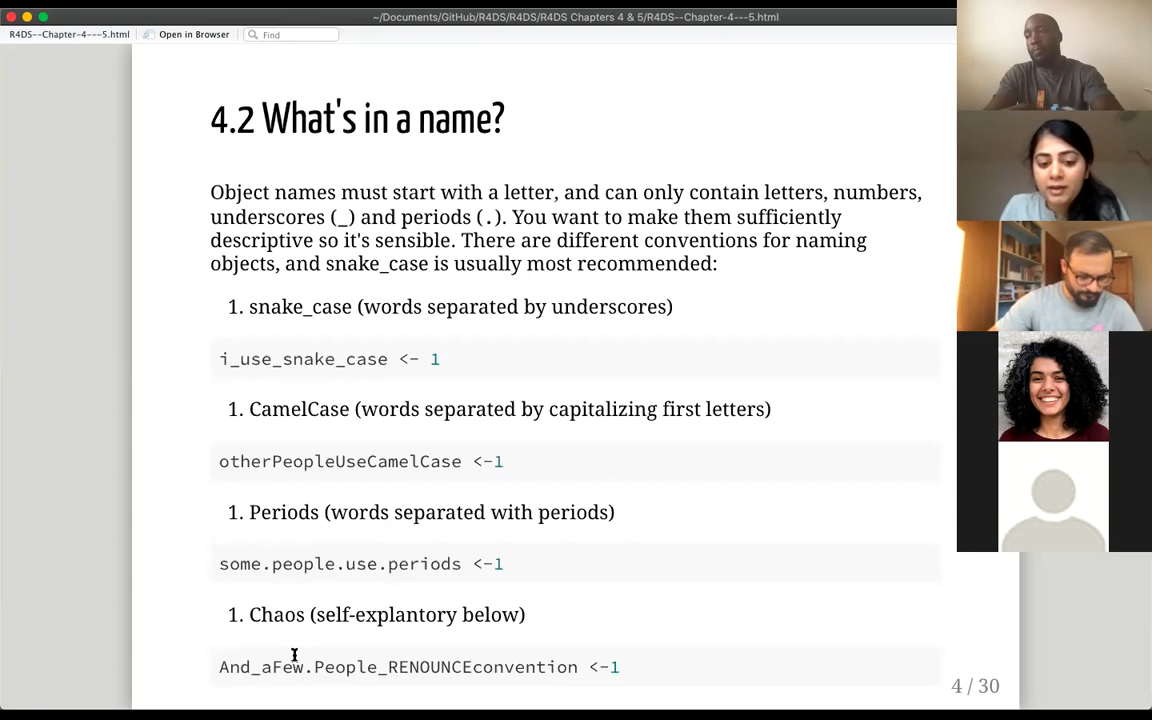 ~/Documents/GitHub/R4DS/R4DS/R4DS Chapters 4 & 5/R4DS--Chapter-4---5.html
R4DS--Chapter-4---5.html
Open in Browser
Find
4.2 What's in a name?
Object names must start with a letter, and can only contain letters, numbers,
underscores (_) and periods (.). You want to make them sufficiently
descriptive so it's sensible. There are different conventions for naming
objects, and snake_case is usually most recommended:
1. snake_case (words separated by underscores)
i_use_snake_case <- 1
1. CamelCase (words separated by capitalizing first letters)
otherPeopleUseCamelCase <-1
1. Periods (words separated with periods)
some.people.use.periods <-1
1. Chaos (self-explantory below)
And_aFew.People_RENOUNCEconvention <-1
4 / 30